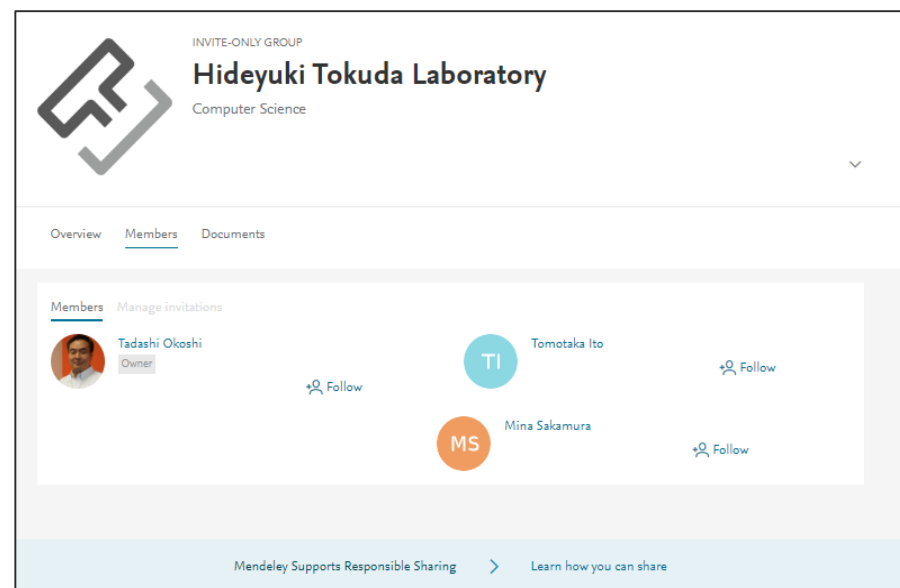 INVITE-ONLY GROUP
Hideyuki Tokuda Laboratory
Computer Science
Overview Members Documents
Members Manage invitations
Tadashi Okoshi
Owner
Follow
TI
Tomotaka Ito
Follow
MS
Mina Sakamura
Follow
Mendeley Supports Responsible Sharing Learn how you can share